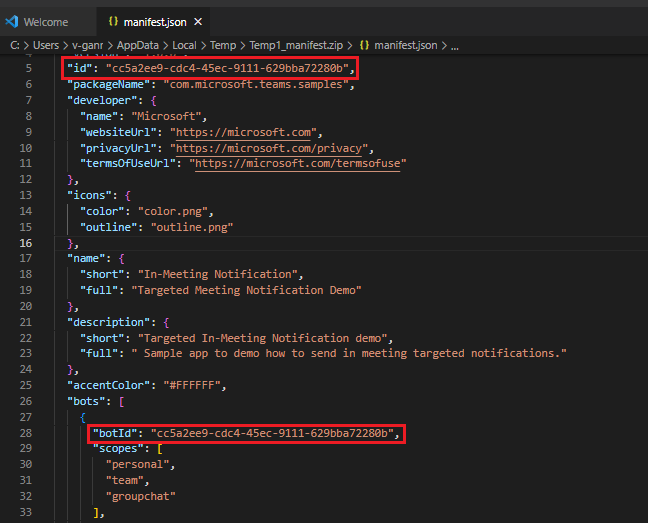 Welcome manifest.json
C: > Users > v-ganr > AppData > Local > Temp > Temp1_manifest.zip > {} manifest.json > ...
5 "id": "cc5a2ee9-cdc4-45ec-9111-629bba72280b",
6 "packageName": "com.microsoft.teams.samples",
7 "developer": {
8 "name": "Microsoft",
9 "websiteUrl": "https://microsoft.com",
10 "privacyUrl": "https://microsoft.com/privacy",
11 "termsOfUseUrl": "https://microsoft.com/termsofuse"
12 },
13 "icons": {
14 "color": "color.png",
15 "outline": "outline.png"
16 },
17 "name": {
18 "short": "In-Meeting Notification",
19 "full": "Targeted Meeting Notification Demo"
20 },
21 "description": {
22 "short": "Targeted In-Meeting Notification demo",
23 "full": " Sample app to demo how to send in meeting targeted notifications."
24 },
25 "accentColor": "#FFFFFF",
26 "bots": [
27 {
28 "botId": "cc5a2ee9-cdc4-45ec-9111-629bba72280b",
29 "scopes": [
30 "personal",
31 "team",
32 "groupchat"
33 ],